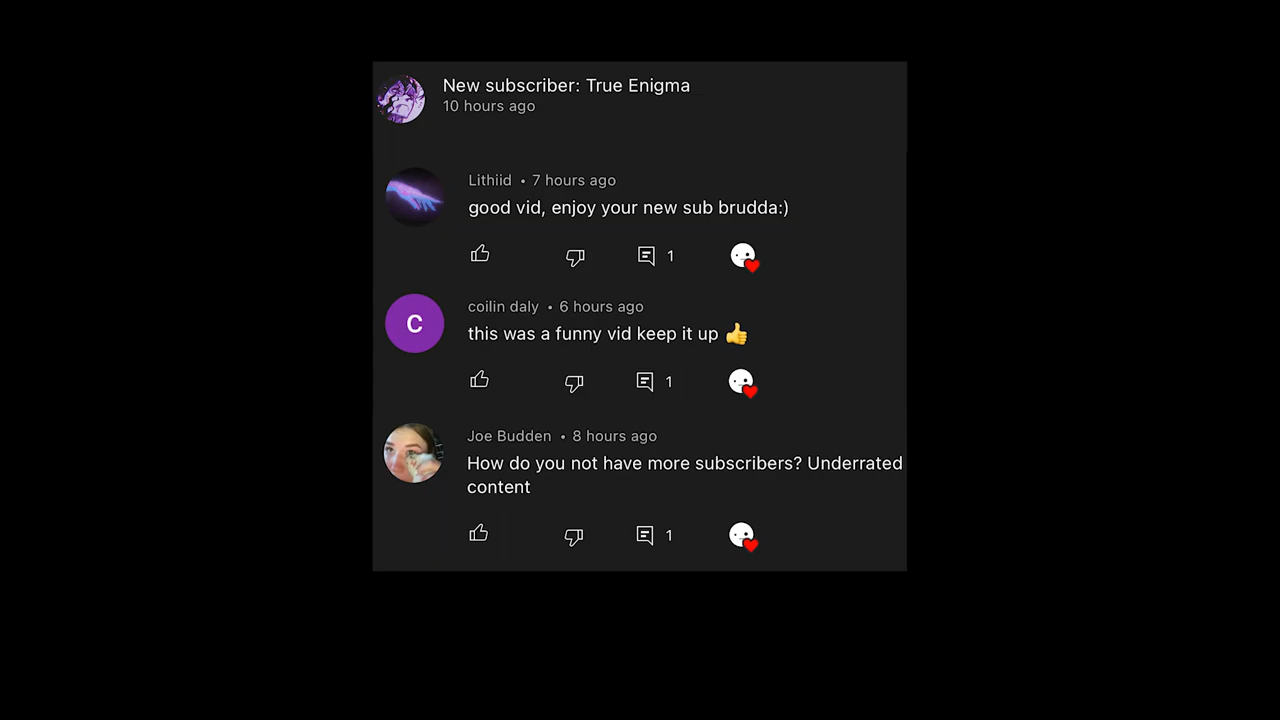 New subscriber: True Enigma
10 hours ago
Lithiid • 7 hours ago
good vid, enjoy your new sub brudda:)
1
C
coilin daly • 6 hours ago
this was a funny vid keep it up 👍
1
Joe Budden • 8 hours ago
How do you not have more subscribers? Underrated
content
1